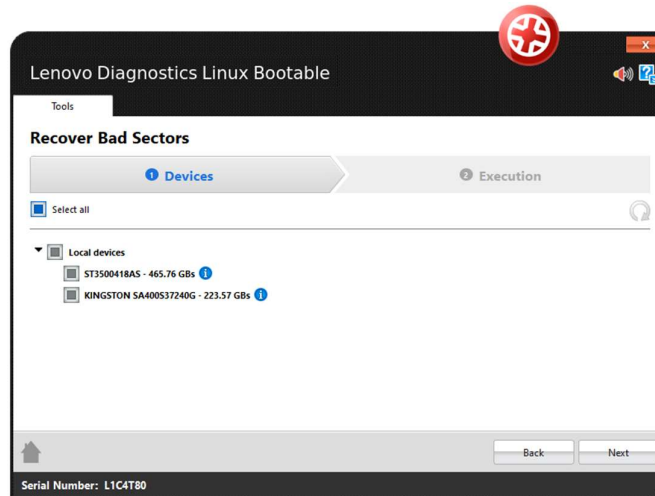 X
Lenovo Diagnostics Linux Bootable
?
Tools
Recover Bad Sectors
1 Devices
2 Execution
Select all
Local devices
ST3500418AS - 465.76 GBs i
KINGSTON SA400S37240G - 223.57 GBs i
Back
Next
Serial Number: L1C4T80